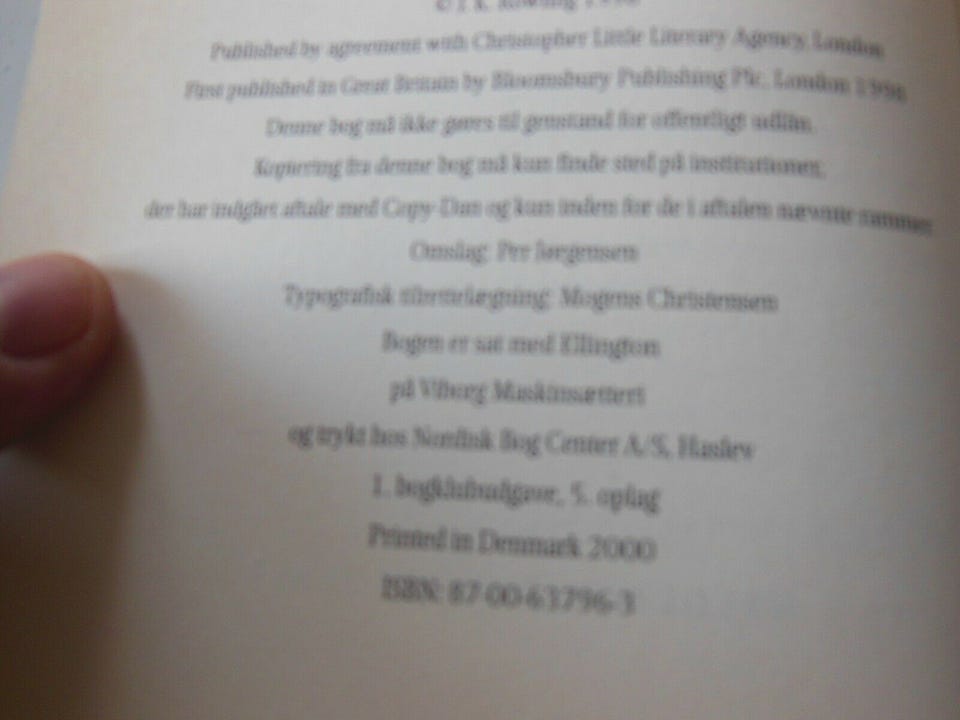 © J. K. Rowling 1998
Published by agreement with Christopher Little Literary Agency, London
First published in Great Britain by Bloomsbury Publishing Plc. London 1998
Denne bog må ikke gøres til genstand for offentligt udlån.
Kopiering fra denne bog må kun finde sted på institutioner,
der har indgået aftale med Copy-Dan og kun inden for de i aftalen nævnte rammer
Omslag: Per Jørgensen
Typografisk tilrettelægning: Mogens Christensen
Bogen er sat med Ellington
på Viborg Maskinsætteri
og trykt hos Nordisk Bog Center A/S, Haslev
1. bogklubudgave, 5. oplag
Printed in Denmark 2000
ISBN: 87-00-63796-3